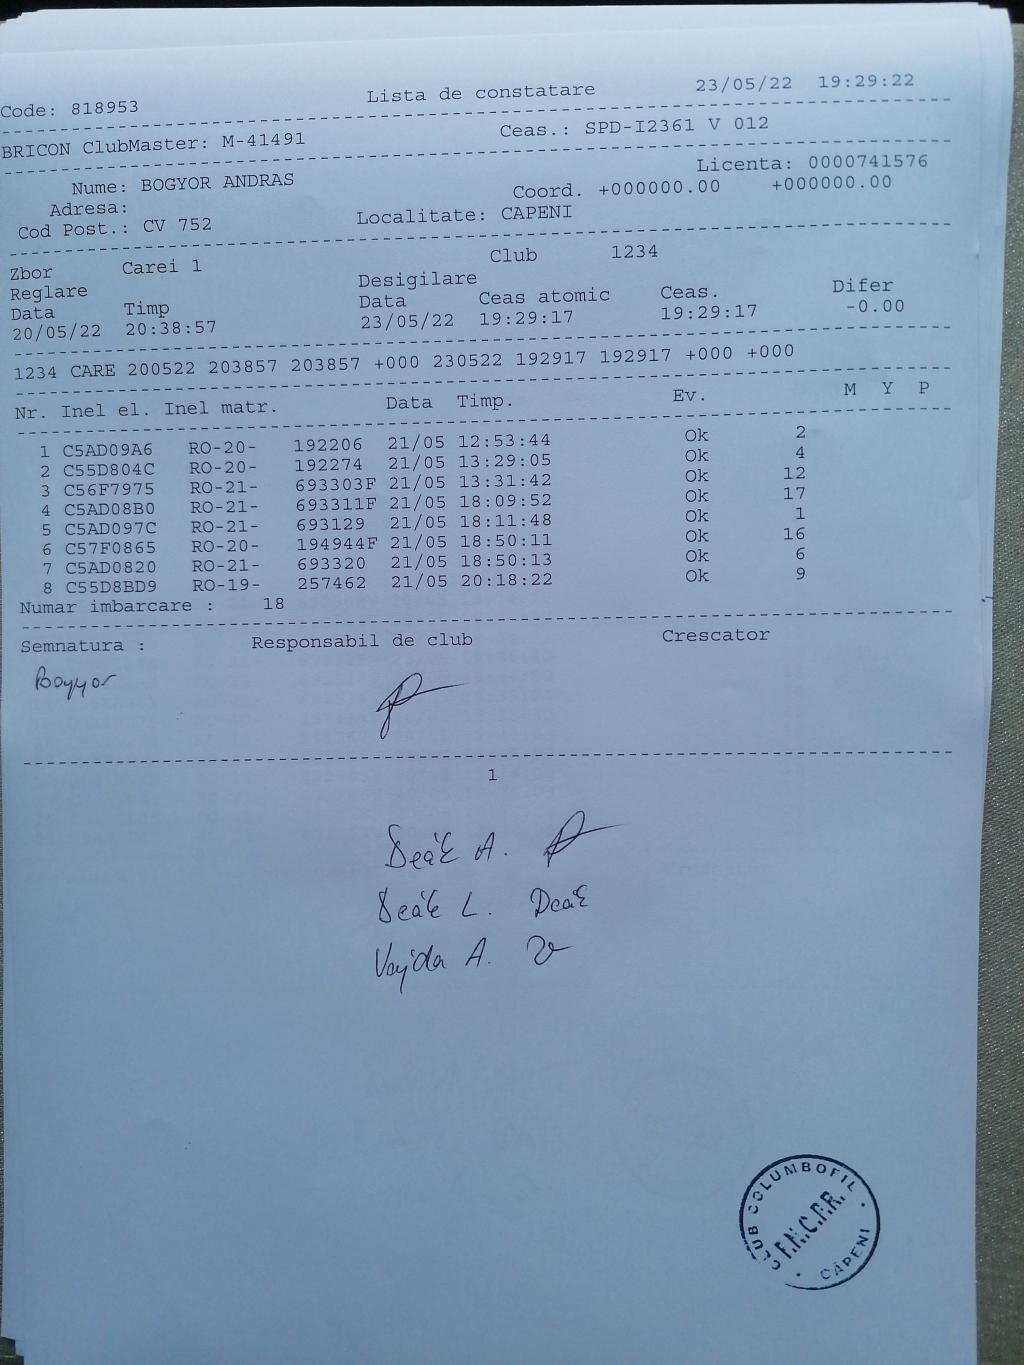 Code: 818953 Lista de constatare 23/05/22 19:29:22
BRICON ClubMaster: M-41491 Ceas.: SPD-I2361 V 012
Licenta: 0000741576
Nume: BOGYOR ANDRAS Coord. +000000.00 +000000.00
Adresa:
Cod Post.: CV 752 Localitate: CAPENI
Zbor Carei 1 Club 1234
Reglare Desigilare
Data Timp Data Ceas atomic Ceas. Difer
20/05/22 20:38:57 23/05/22 19:29:17 19:29:17 -0.00
1234 CARE 200522 203857 203857 +000 230522 192917 192917 +000 +000
Nr. Inel el. Inel matr. Data Timp. Ev. M Y P
1 C5AD09A6 RO-20- 192206 21/05 12:53:44 Ok 2
2 C55D804C RO-20- 192274 21/05 13:29:05 Ok 4
3 C56F7975 RO-21- 693303F 21/05 13:31:42 Ok 12
4 C5AD08B0 RO-21- 693311F 21/05 18:09:52 Ok 17
5 C5AD097C RO-21- 693129 21/05 18:11:48 Ok 1
6 C57F0865 RO-20- 194944F 21/05 18:50:11 Ok 16
7 C5AD0820 RO-21- 693320 21/05 18:50:13 Ok 6
8 C55D8BD9 RO-19- 257462 21/05 20:18:22 Ok 9
Numar imbarcare : 18
Semnatura : Responsabil de club Crescator
Bogyor
1
Deák A.
Deák L. Deák
Vajda A.
CLUB COLUMBOFIL
F.N.C.P.R.
CĂPENI